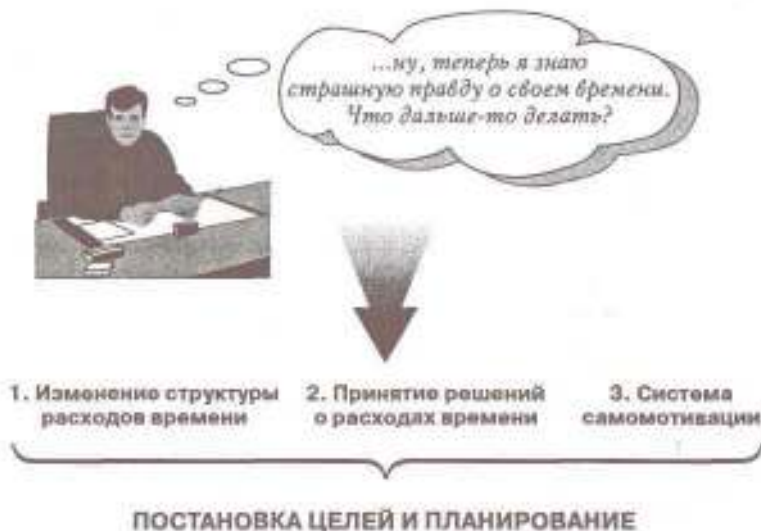 ...ну, теперь я знаю
страшную правду о своем времени.
Что дальше-то делать?
1. Изменение структуры
расходов времени
2. Принятие решений
о расходах времени
3. Система
самомотивации
ПОСТАНОВКА ЦЕЛЕЙ И ПЛАНИРОВАНИЕ